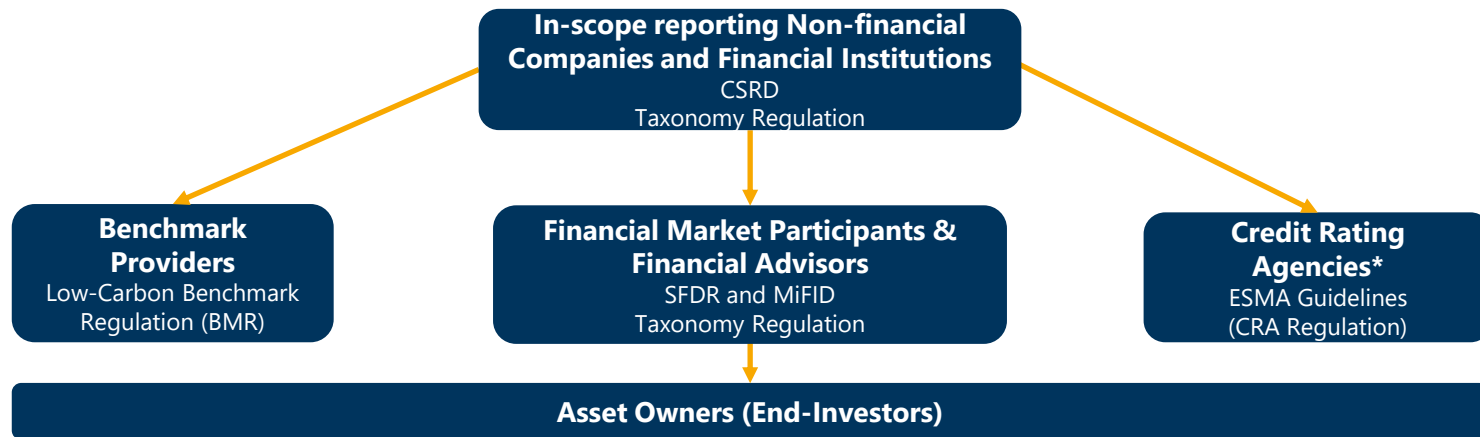 In-scope reporting Non-financial
Companies and Financial Institutions
CSRD
Taxonomy Regulation
Benchmark
Providers
Low-Carbon Benchmark
Regulation (BMR)
Financial Market Participants &
Financial Advisors
SFDR and MiFID
Taxonomy Regulation
Credit Rating
Agencies*
ESMA Guidelines
(CRA Regulation)
Asset Owners (End-Investors)